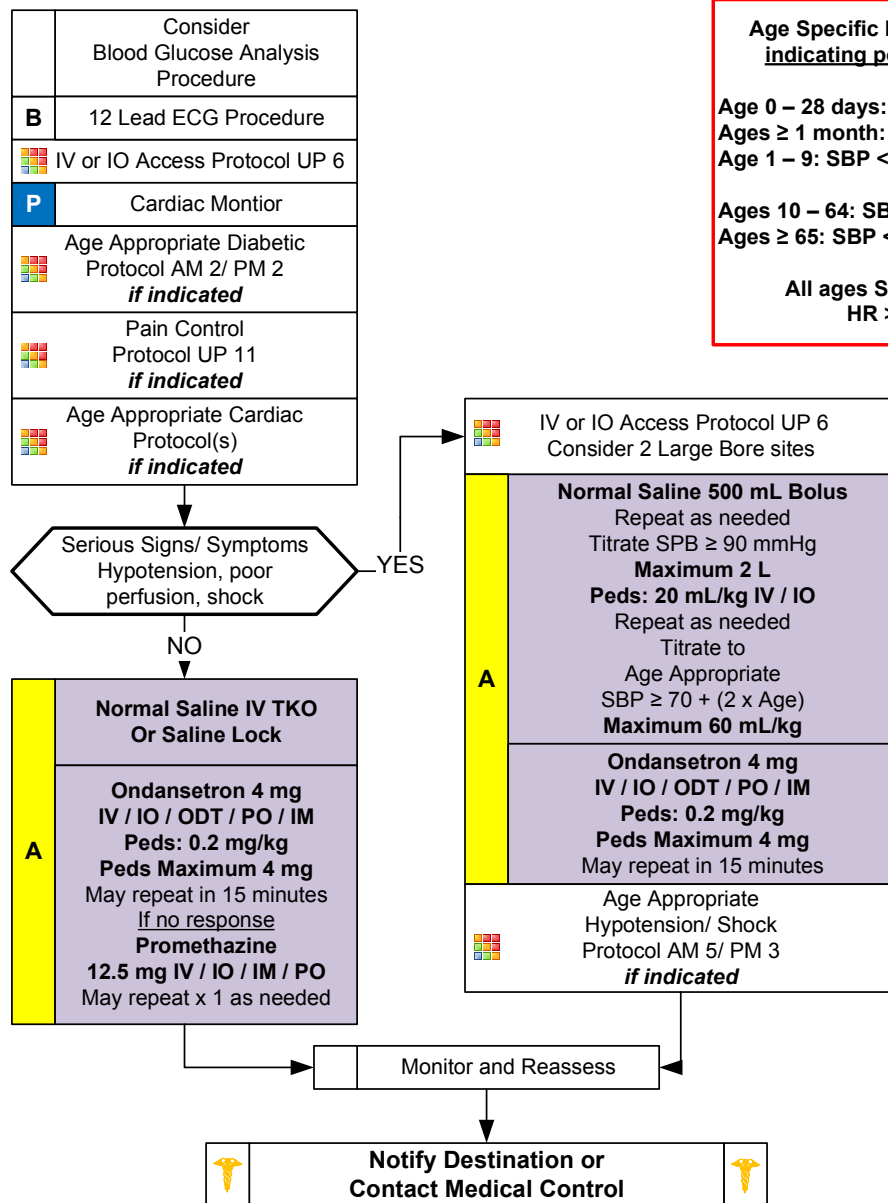 Consider
Blood Glucose Analysis
Procedure
B
12 Lead ECG Procedure
IV or IO Access Protocol UP 6
P
Cardiac Montior
Age Appropriate Diabetic
Protocol AM 2/ PM 2
if indicated
Pain Control
Protocol UP 11
if indicated
Age Appropriate Cardiac
Protocol(s)
if indicated
Serious Signs/ Symptoms
Hypotension, poor
perfusion, shock
YES
NO
A
Normal Saline IV TKO
Or Saline Lock
Ondansetron 4 mg
IV / IO / ODT / PO / IM
Peds: 0.2 mg/kg
Peds Maximum 4 mg
May repeat in 15 minutes
If no response
Promethazine
12.5 mg IV / IO / IM / PO
May repeat x 1 as needed
Age Specific
indicating
Age 0 – 28 days:
Ages ≥ 1 month:
Age 1 – 9: SBP <
Ages 10 – 64:
Ages ≥ 65: SBP <
All ages
HR >
IV or IO Access Protocol UP 6
Consider 2 Large Bore sites
A
Normal Saline 500 mL Bolus
Repeat as needed
Titrate SPB ≥ 90 mmHg
Maximum 2 L
Peds: 20 mL/kg IV / IO
Repeat as needed
Titrate to
Age Appropriate
SBP ≥ 70 + (2 x Age)
Maximum 60 mL/kg
Ondansetron 4 mg
IV / IO / ODT / PO / IM
Peds: 0.2 mg/kg
Peds Maximum 4 mg
May repeat in 15 minutes
Age Appropriate
Hypotension/ Shock
Protocol AM 5/ PM 3
if indicated
Monitor and Reassess
Notify Destination or
Contact Medical Control